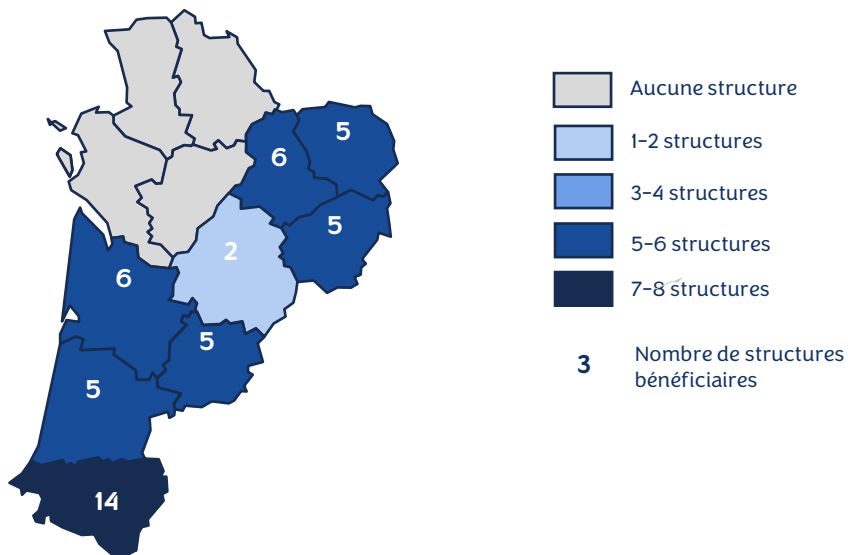 5
6
5
2
6
5
5
14
Aucune structure
1-2 structures
3-4 structures
5-6 structures
7-8 structures
3
Nombre de structures
bénéficiaires